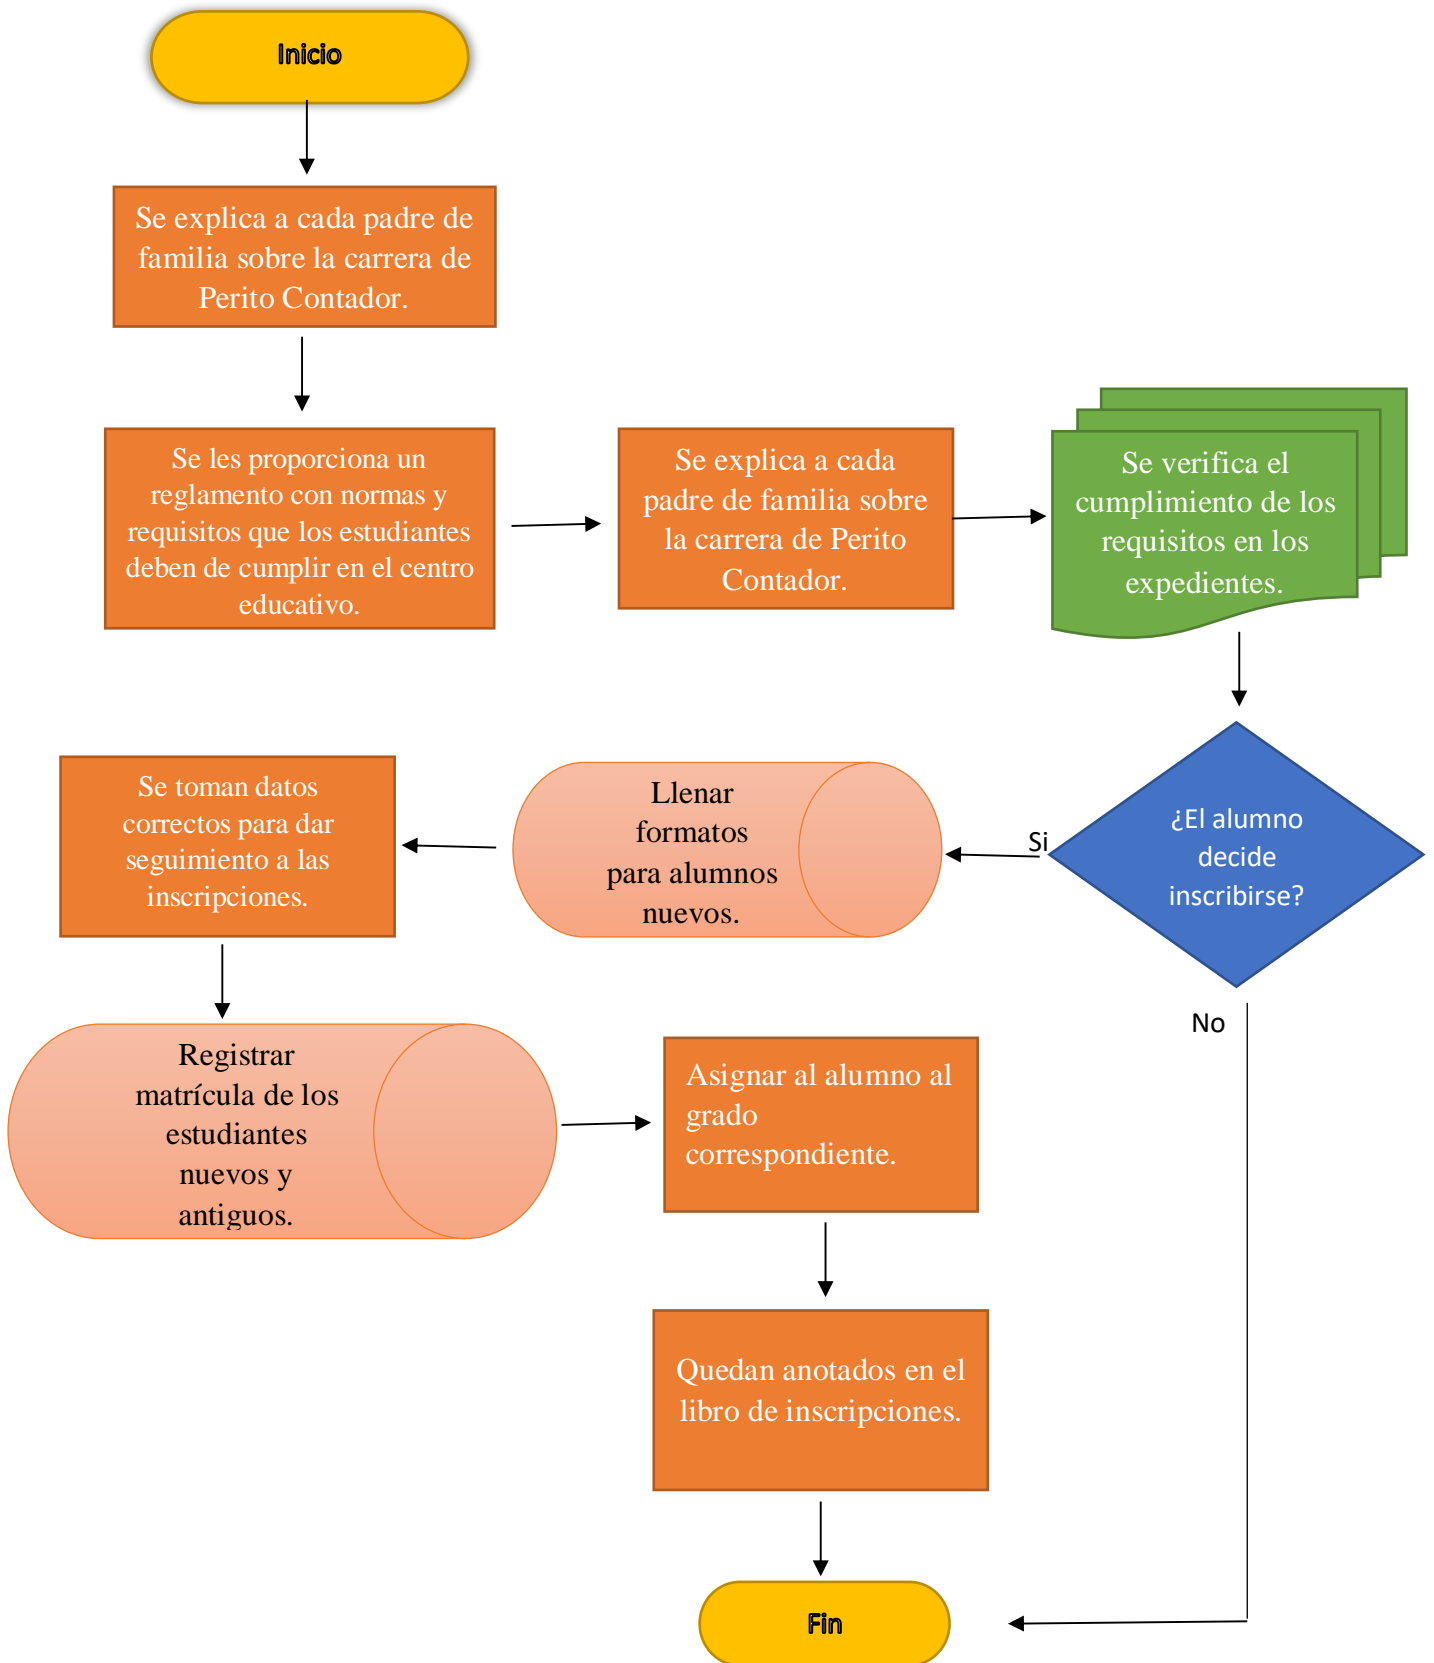 Inicio
Se explica a cada padre de
familia sobre la carrera de
Perito Contador.
Se les proporciona un
reglamento con normas y
requisitos que los estudiantes
deben de cumplir en el centro
educativo.
Se explica a cada
padre de familia sobre
la carrera de Perito
Contador.
Se verifica el
cumplimiento de los
requisitos en los
expedientes.
¿El alumno
decide
inscribirse?
Si
Llenar
formatos
para alumnos
nuevos.
Se toman datos
correctos para dar
seguimiento a las
inscripciones.
No
Registrar
matrícula de los
estudiantes
nuevos y
antiguos.
Asignar al alumno al
grado
correspondiente.
Quedan anotados en el
libro de inscripciones.
Fin